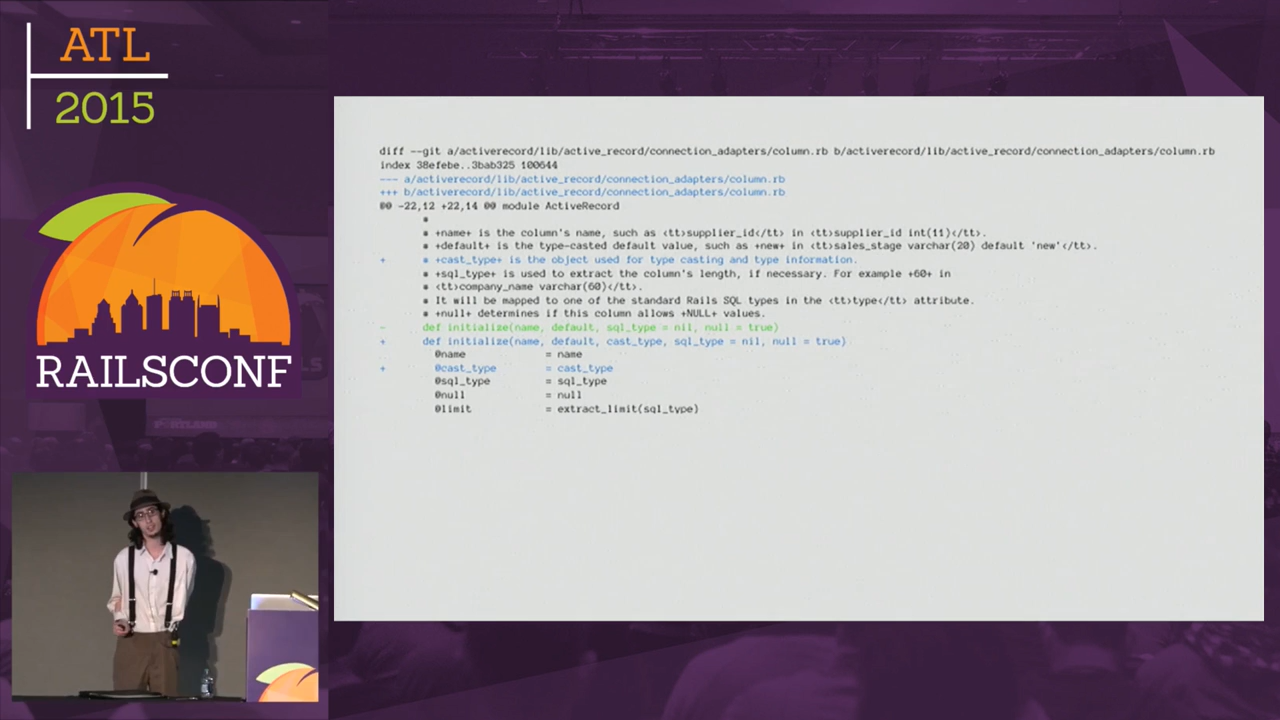 ATL
2015
RAILSCONF
diff --git a/activerecord/lib/active_record/connection_adapters/column.rb b/activerecord/lib/active_record/connection_adapters/column.rb
index 38efebe..3bab325 100644
--- a/activerecord/lib/active_record/connection_adapters/column.rb
+++ b/activerecord/lib/active_record/connection_adapters/column.rb
@@ -22,12 +22,14 @@ module ActiveRecord
#
# +name+ is the column's name, such as <tt>supplier_id</tt> in <tt>supplier_id int(11)</tt>.
# +default+ is the type-casted default value, such as +new+ in <tt>sales_stage varchar(20) default 'new'</tt>.
+ # +cast_type+ is the object used for type casting and type information.
# +sql_type+ is used to extract the column's length, if necessary. For example +60+ in
# <tt>company_name varchar(60)</tt>.
# It will be mapped to one of the standard Rails SQL types in the <tt>type</tt> attribute.
# +null+ determines if this column allows +NULL+ values.
- def initialize(name, default, sql_type = nil, null = true)
+ def initialize(name, default, cast_type, sql_type = nil, null = true)
@name = name
+ @cast_type = cast_type
@sql_type = sql_type
@null = null
@limit = extract_limit(sql_type)
PORTLAND